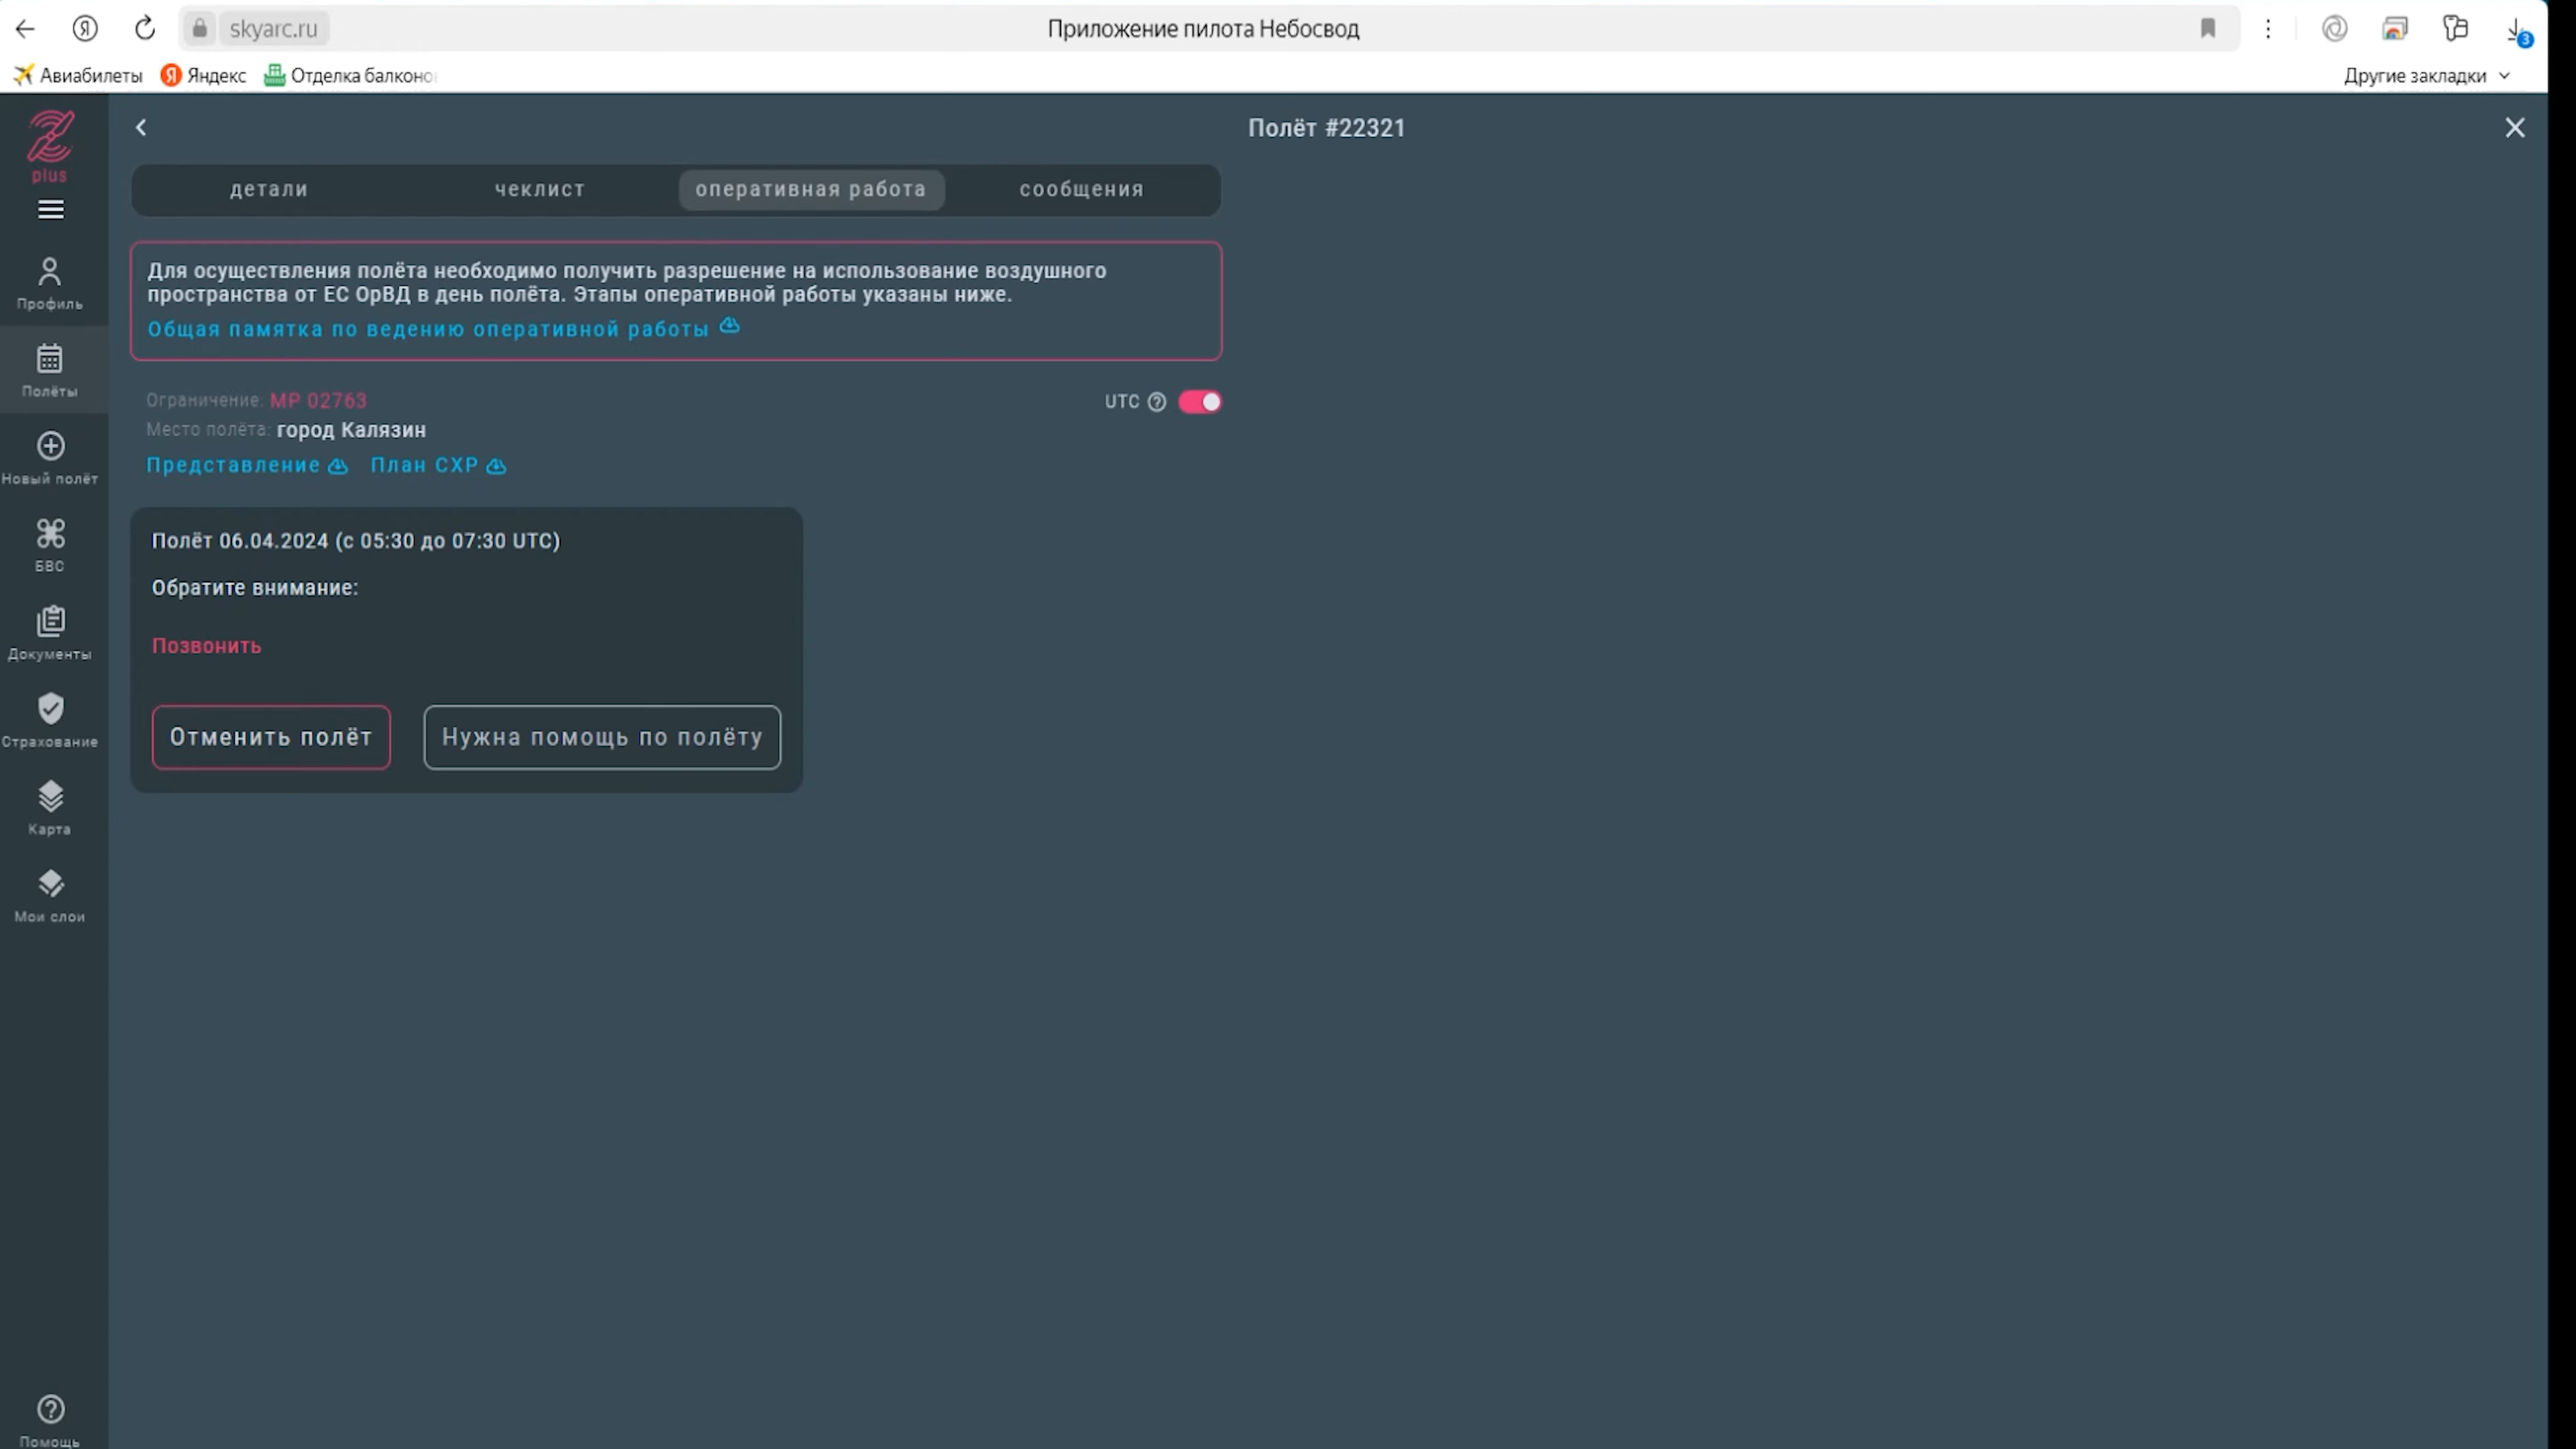 skyarc.ru
Приложение пилота Небосвод
3
Авиабилеты
Яндекс
Отделка балконо
Другие закладки
plus
Профиль
Полёты
Новый полёт
БВС
Документы
Страхование
Карта
Мои слои
Помощь
Полёт #22321
детали
чеклист
оперативная работа
сообщения
Для осуществления полёта необходимо получить разрешение на использование воздушного
пространства от ЕС ОрВД в день полёта. Этапы оперативной работы указаны ниже.
Общая памятка по ведению оперативной работы
Ограничение: МР 02763
UTC
Место полёта: город Калязин
Представление
План СХР
Полёт 06.04.2024 (с 05:30 до 07:30 UTC)
Обратите внимание:
Позвонить
Отменить полёт
Нужна помощь по полёту